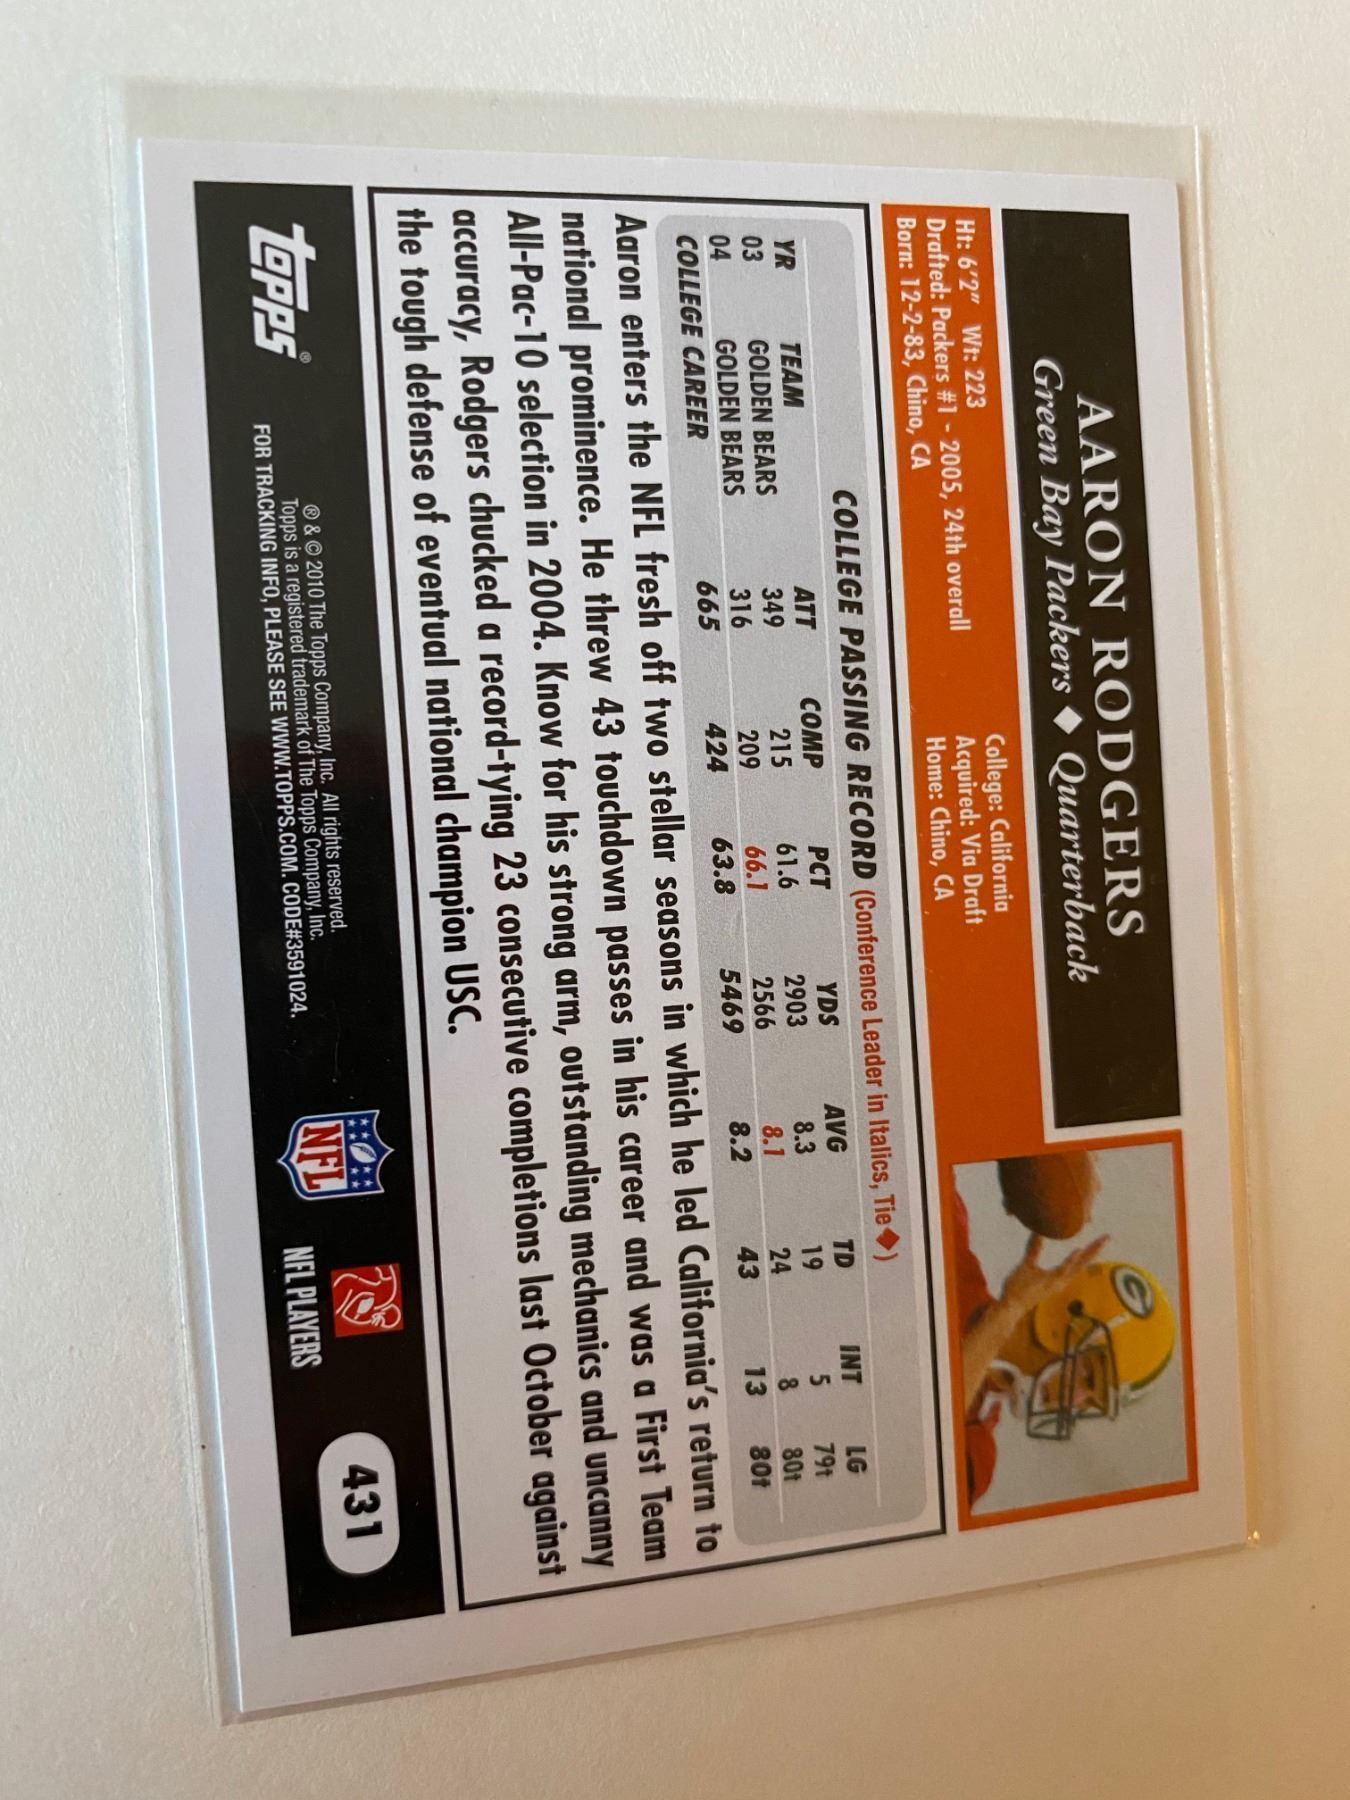 AARON RODGERS
Green Bay Packers ◆ Quarterback
Ht: 6'2" Wt: 223 College: California
Drafted: Packers #1 - 2005, 24th overall Acquired: Via Draft
Born: 12-2-83, Chino, CA Home: Chino, CA
COLLEGE PASSING RECORD (Conference Leader in Italics, Tie◆)
YR TEAM ATT COMP PCT YDS AVG TD INT LG
03 GOLDEN BEARS 349 215 61.6 2903 8.3 19 5 79t
04 GOLDEN BEARS 316 209 66.1 2566 8.1 24 8 80t
COLLEGE CAREER 665 424 63.8 5469 8.2 43 13 80t
Aaron enters the NFL fresh off two stellar seasons in which he led California's return to
national prominence. He threw 43 touchdown passes in his career and was a First Team
All-Pac-10 selection in 2004. Know for his strong arm, outstanding mechanics and uncanny
accuracy, Rodgers chucked a record-tying 23 consecutive completions last October against
the tough defense of eventual national champion USC.
topps®
® & © 2010 The Topps Company, Inc. All rights reserved.
Topps is a registered trademark of The Topps Company, Inc.
FOR TRACKING INFO, PLEASE SEE WWW.TOPPS.COM. CODE#3591024.
NFL
NFL PLAYERS
431
G